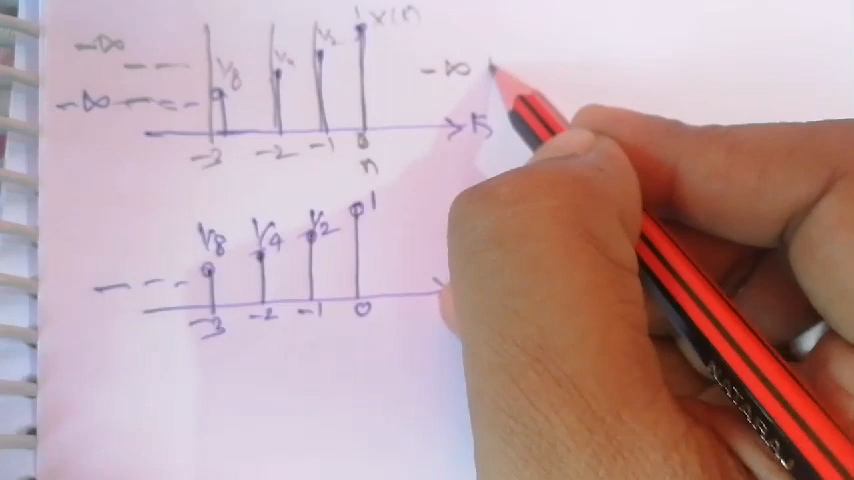 1 x(n
-∞
1/8 1/4 1/2
-∞ -∞
-3 -2 -1 0
n
1/8 1/4 1/2 1
-3 -2 -1 0
NATARAJ